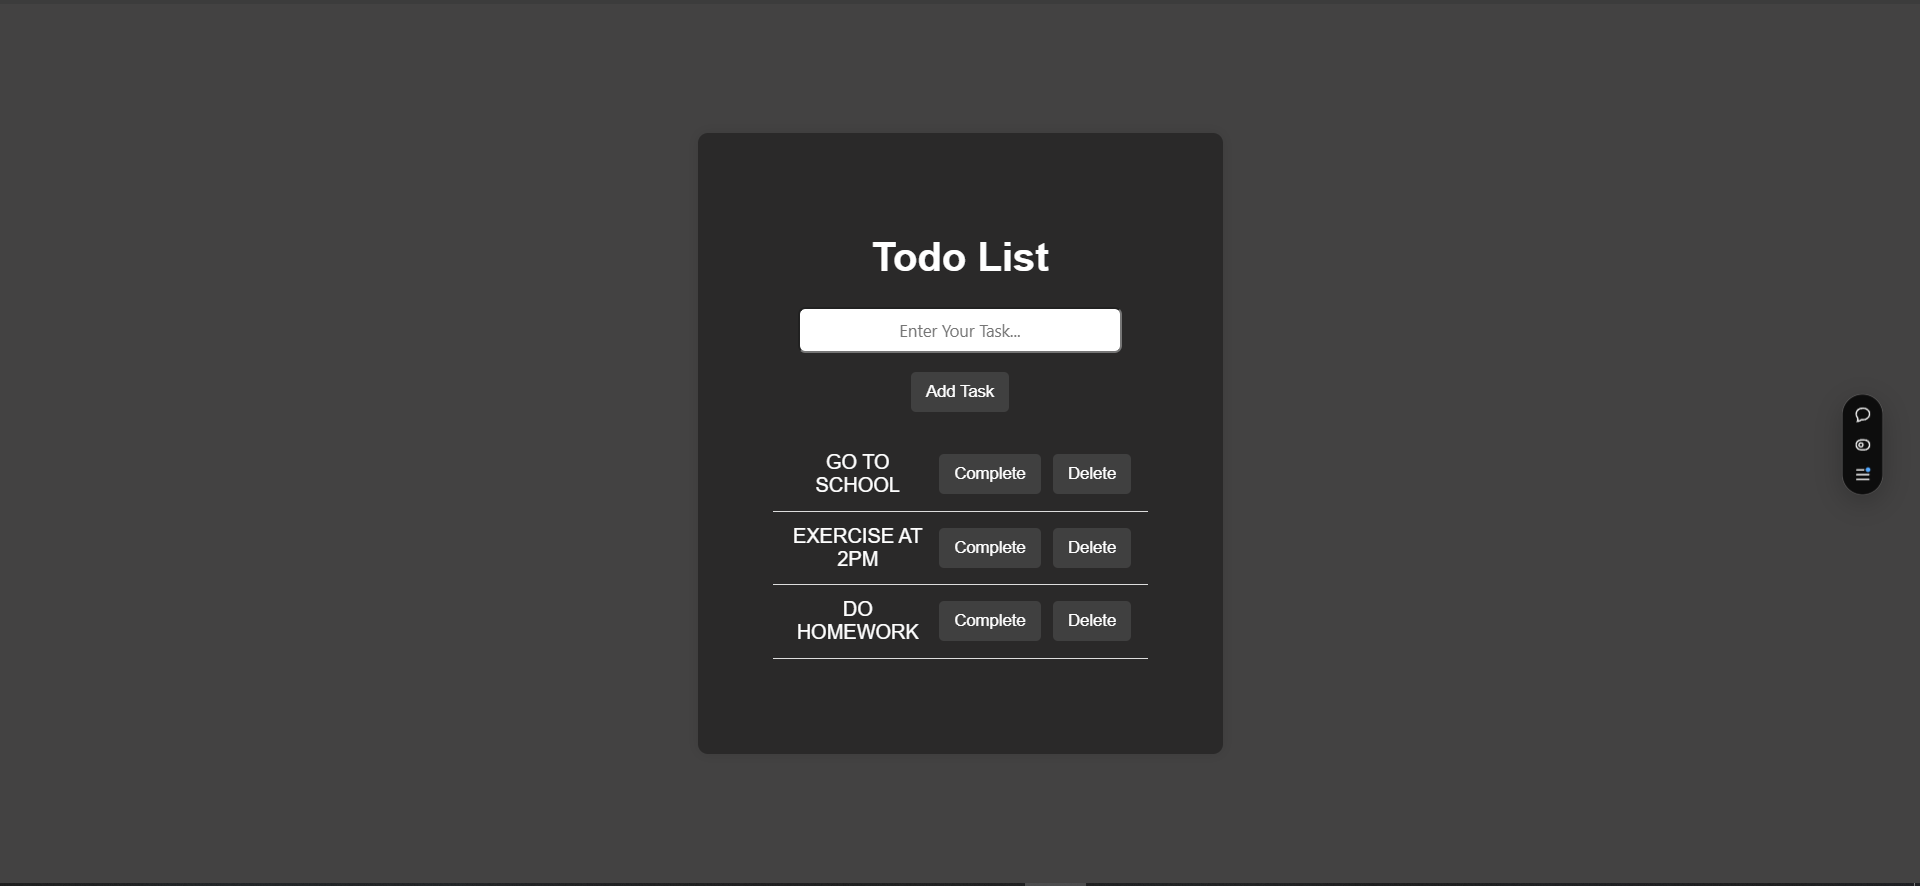 Todo List
Enter Your Task...
Add Task
GO TO
SCHOOL
Complete
Delete
EXERCISE AT
2PM
Complete
Delete
DO
HOMEWORK
Complete
Delete